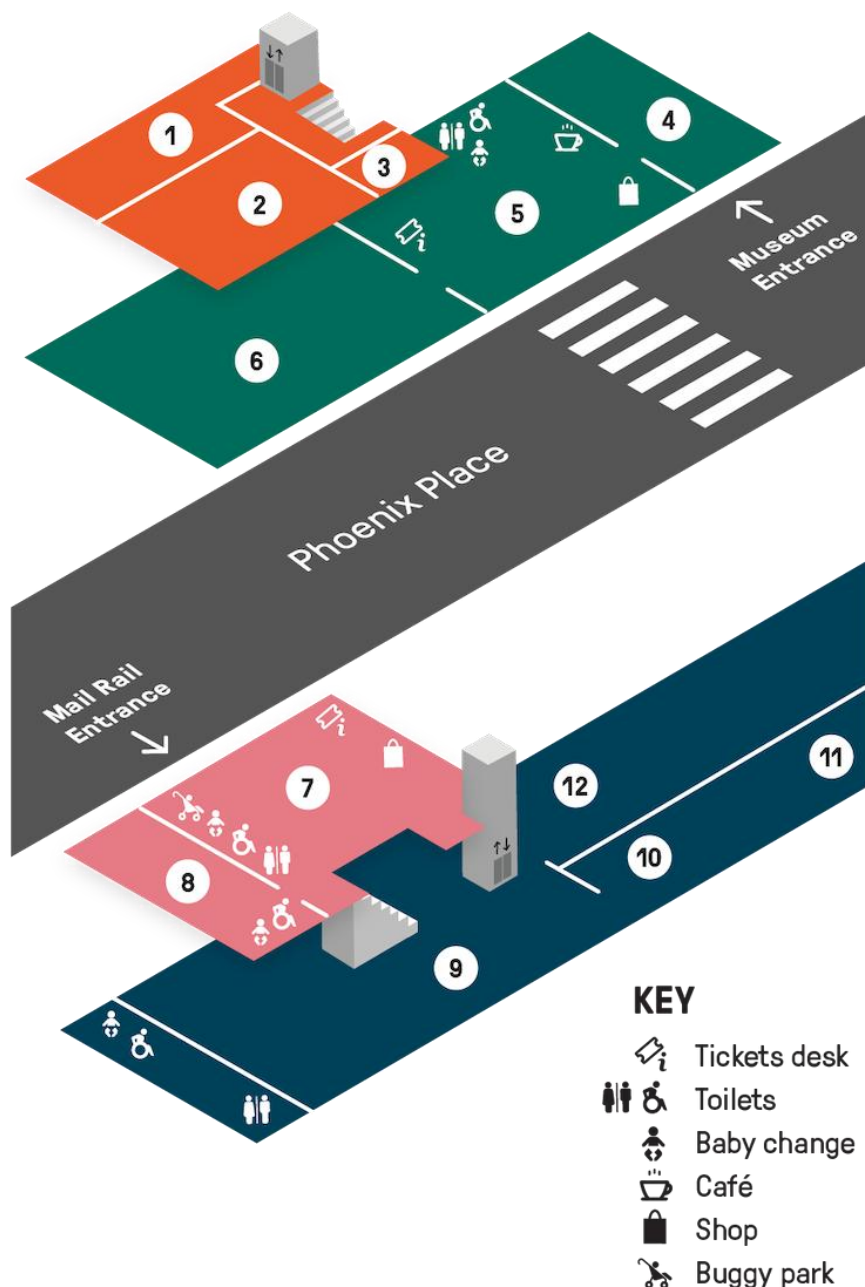 1
2
3
4
5
6
Museum
Entrance
Phoenix Place
Mail Rail
Entrance
7
8
9
10
11
12
KEY
Tickets desk
Toilets
Baby change
Café
Shop
Buggy park